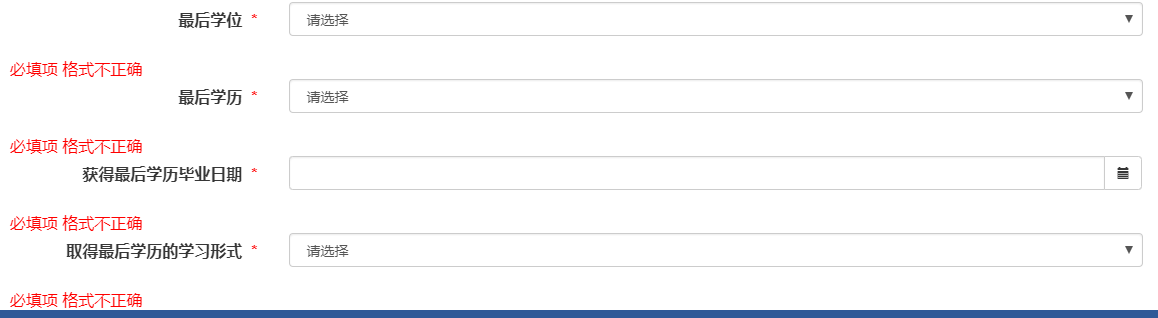 最后学位 * 请选择
必填项 格式不正确
最后学历 * 请选择
必填项 格式不正确
获得最后学历毕业日期 *
必填项 格式不正确
取得最后学历的学习形式 * 请选择
必填项 格式不正确